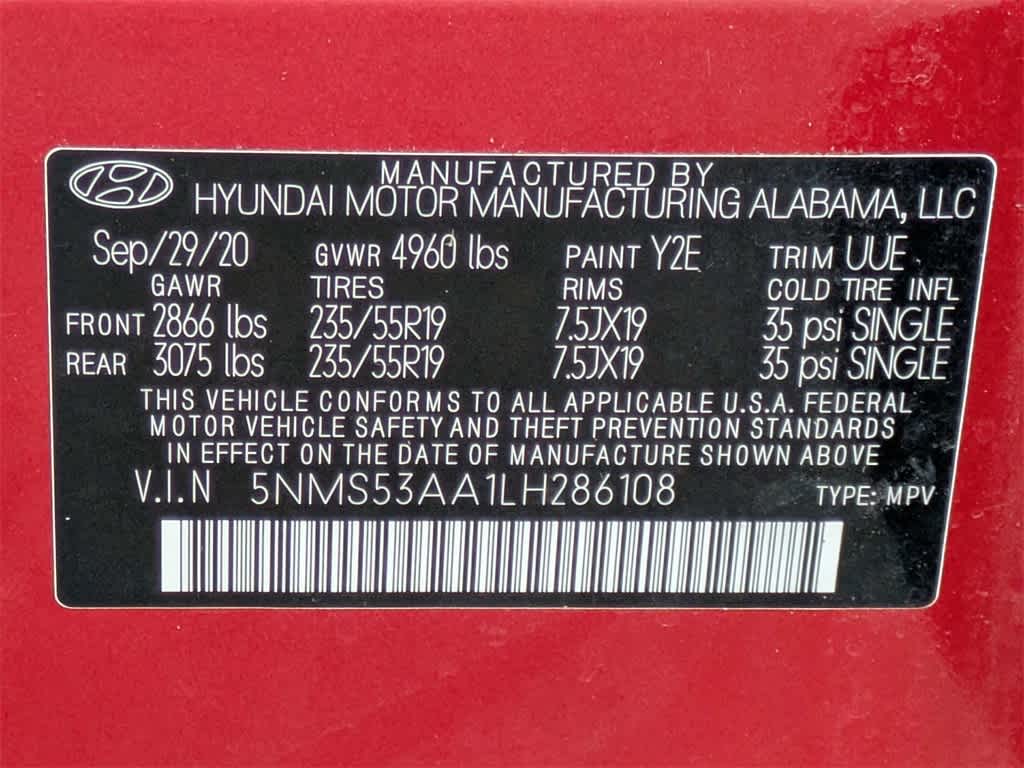 MANUFACTURED BY
HYUNDAI MOTOR MANUFACTURING ALABAMA, LLC
Sep/29/20 GVWR 4960 lbs PAINT Y2E TRIM UUE
GAWR TIRES RIMS COLD TIRE INFL
FRONT 2866 lbs 235/55R19 7.5JX19 35 psi SINGLE
REAR 3075 lbs 235/55R19 7.5JX19 35 psi SINGLE
THIS VEHICLE CONFORMS TO ALL APPLICABLE U.S.A. FEDERAL
MOTOR VEHICLE SAFETY AND THEFT PREVENTION STANDARDS
IN EFFECT ON THE DATE OF MANUFACTURE SHOWN ABOVE
V.I.N 5NMS53AA1LH286108 TYPE: MPV